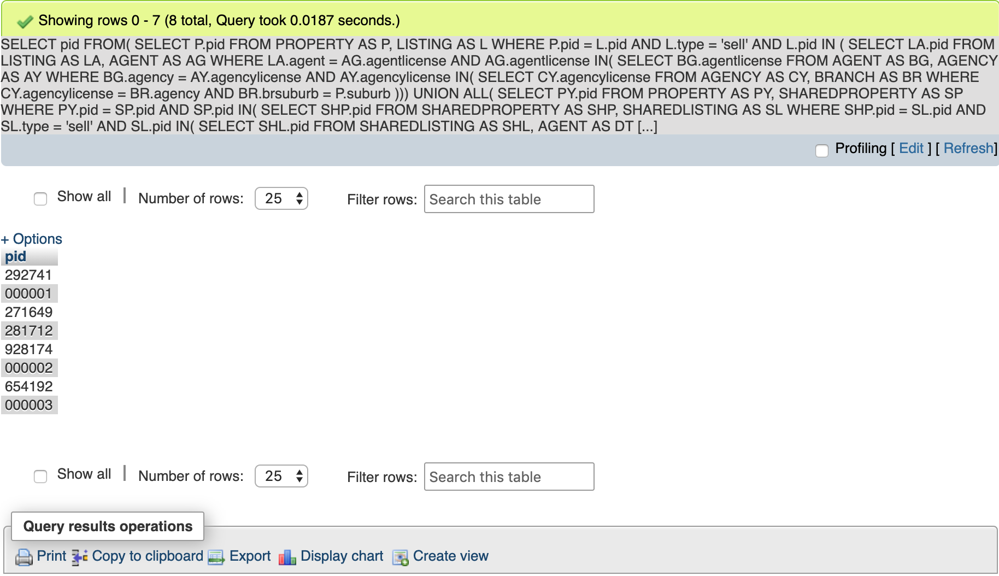 Showing rows 0 - 7 (8 total, Query took 0.0187 seconds.)
SELECT pid FROM( SELECT P.pid FROM PROPERTY AS P, LISTING AS L WHERE P.pid = L.pid AND L.type = 'sell' AND L.pid IN ( SELECT LA.pid FROM
LISTING AS LA, AGENT AS AG WHERE LA.agent = AG.agentlicense AND AG.agentlicense IN( SELECT BG.agentlicense FROM AGENT AS BG, AGENCY
AS AY WHERE BG.agency = AY.agencylicense AND AY.agencylicense IN( SELECT CY.agencylicense FROM AGENCY AS CY, BRANCH AS BR WHERE
CY.agencylicense = BR.agency AND BR.brsuburb = P.suburb ))) UNION ALL( SELECT PY.pid FROM PROPERTY AS PY, SHAREDPROPERTY AS SP
WHERE PY.pid = SP.pid AND SP.pid IN( SELECT SHP.pid FROM SHAREDPROPERTY AS SHP, SHAREDLISTING AS SL WHERE SHP.pid = SL.pid AND
SL.type = 'sell' AND SL.pid IN( SELECT SHL.pid FROM SHAREDLISTING AS SHL, AGENT AS DT [...]
Profiling [ Edit ] [ Refresh]
Show all | Number of rows: 25 Filter rows: Search this table
+ Options
pid
292741
000001
271649
281712
928174
000002
654192
000003
Show all | Number of rows: 25 Filter rows: Search this table
Query results operations
Print Copy to clipboard Export Display chart Create view